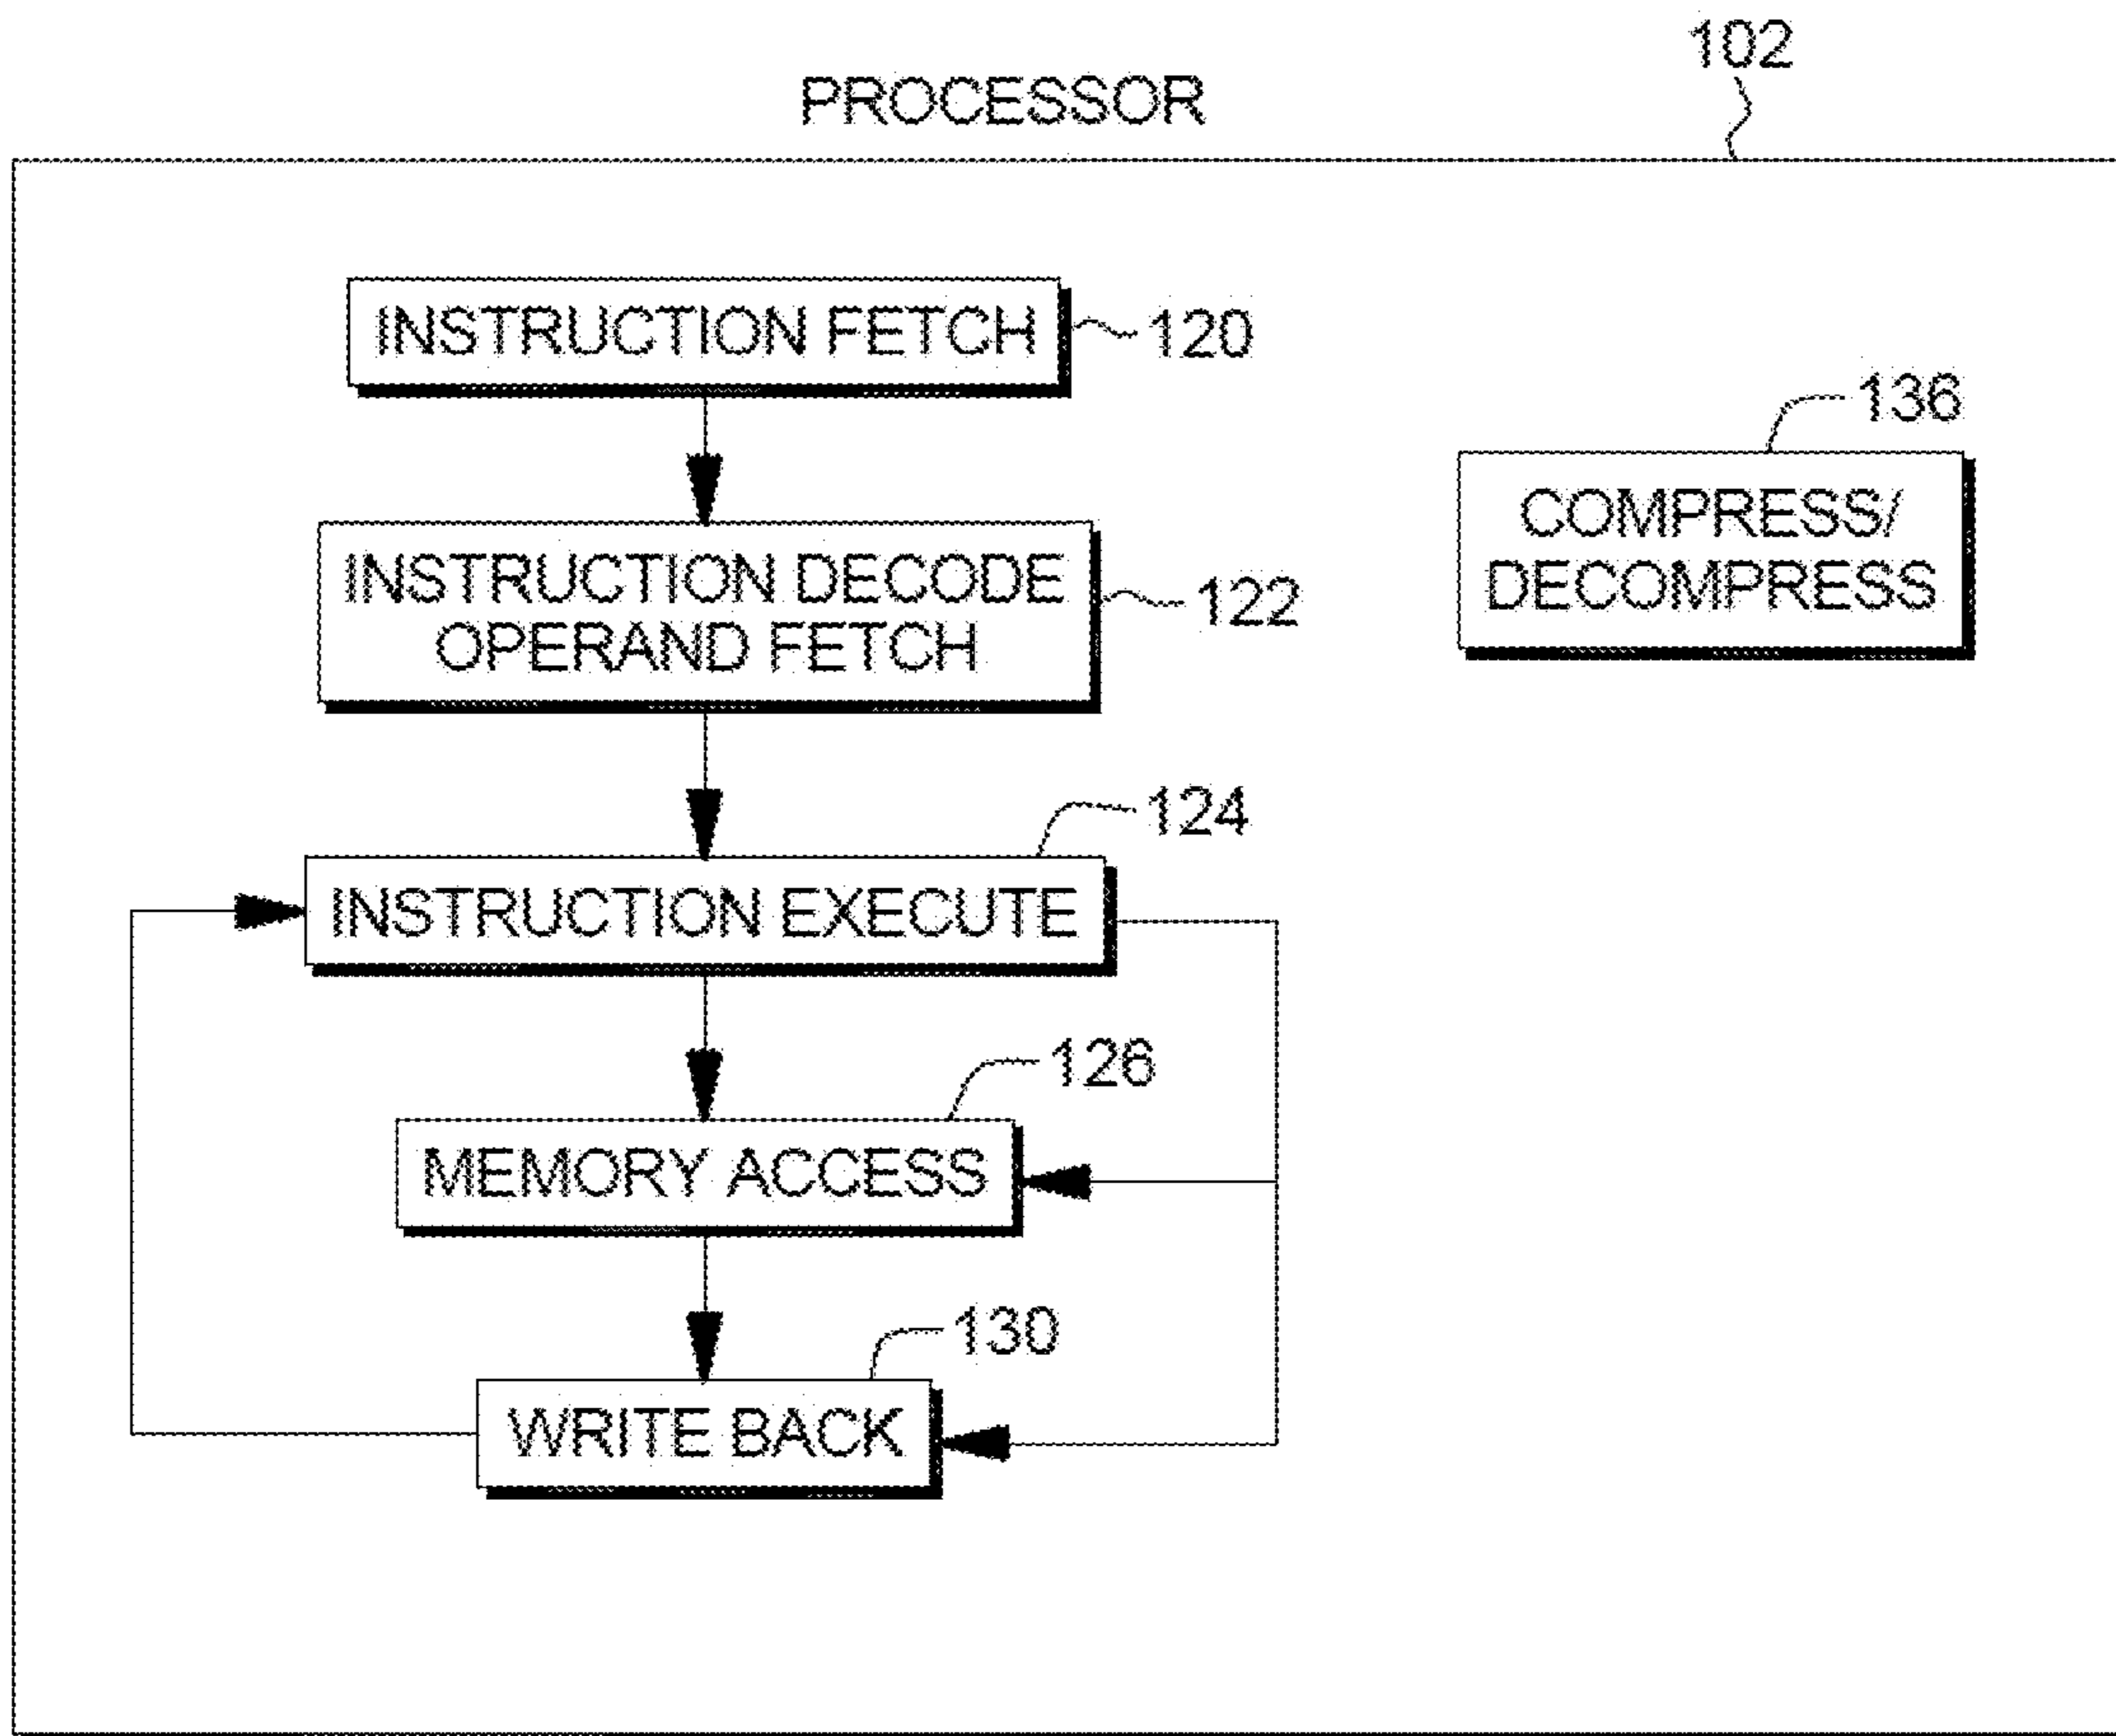 102
PROCESSOR
INSTRUCTION FETCH
120
136
COMPRESS/
DECOMPRESS
INSTRUCTION DECODE
OPERAND FETCH
122
124
INSTRUCTION EXECUTE
126
MEMORY ACCESS
130
WRITE BACK